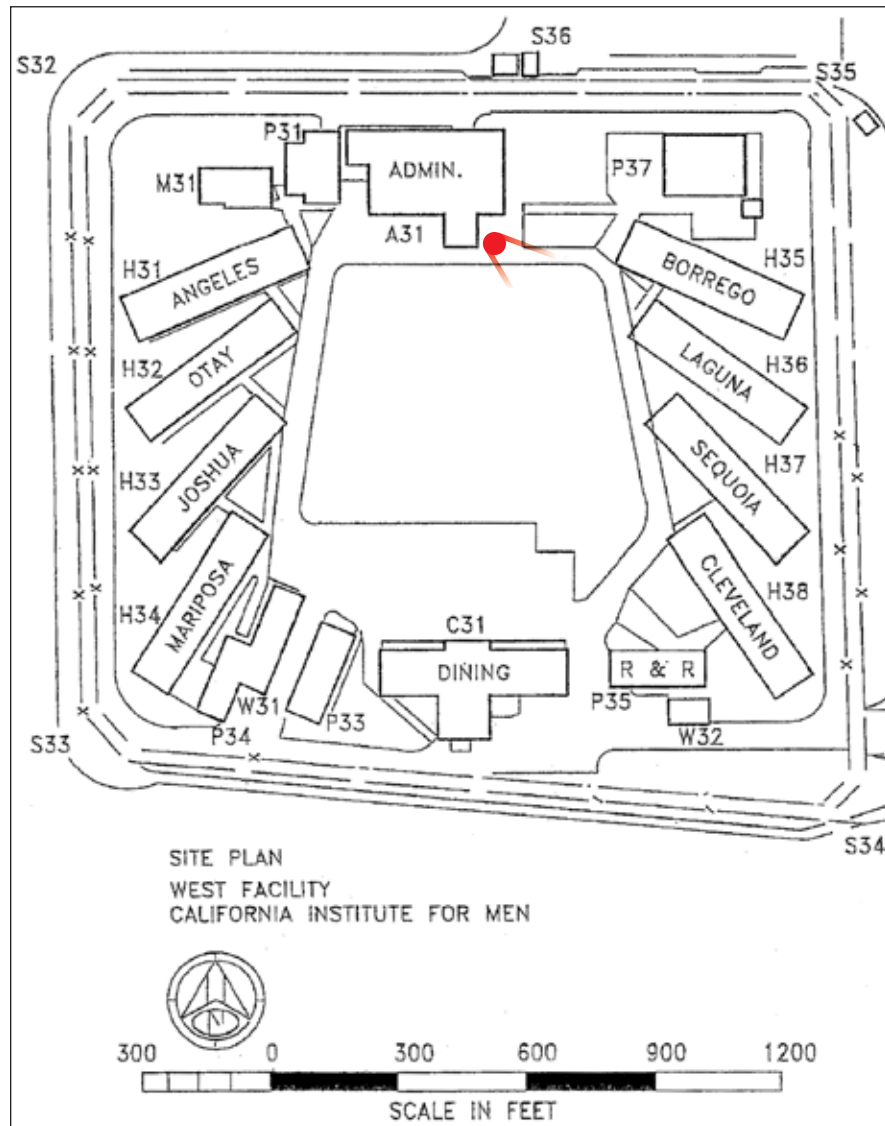 S36
S32
S35
P31
ADMIN.
P37
M31
A31
H31
ANGELES
BORREGO
H35
H32
OTAY
LAGUNA
H36
H33
JOSHUA
SEQUOIA
H37
H34
MARIPOSA
CLEVELAND
H38
C31
DINING
R & R
W31
P33
P35
P34
W32
S33
S34
SITE PLAN
WEST FACILITY
CALIFORNIA INSTITUTE FOR MEN
300 0 300 600 900 1200
SCALE IN FEET